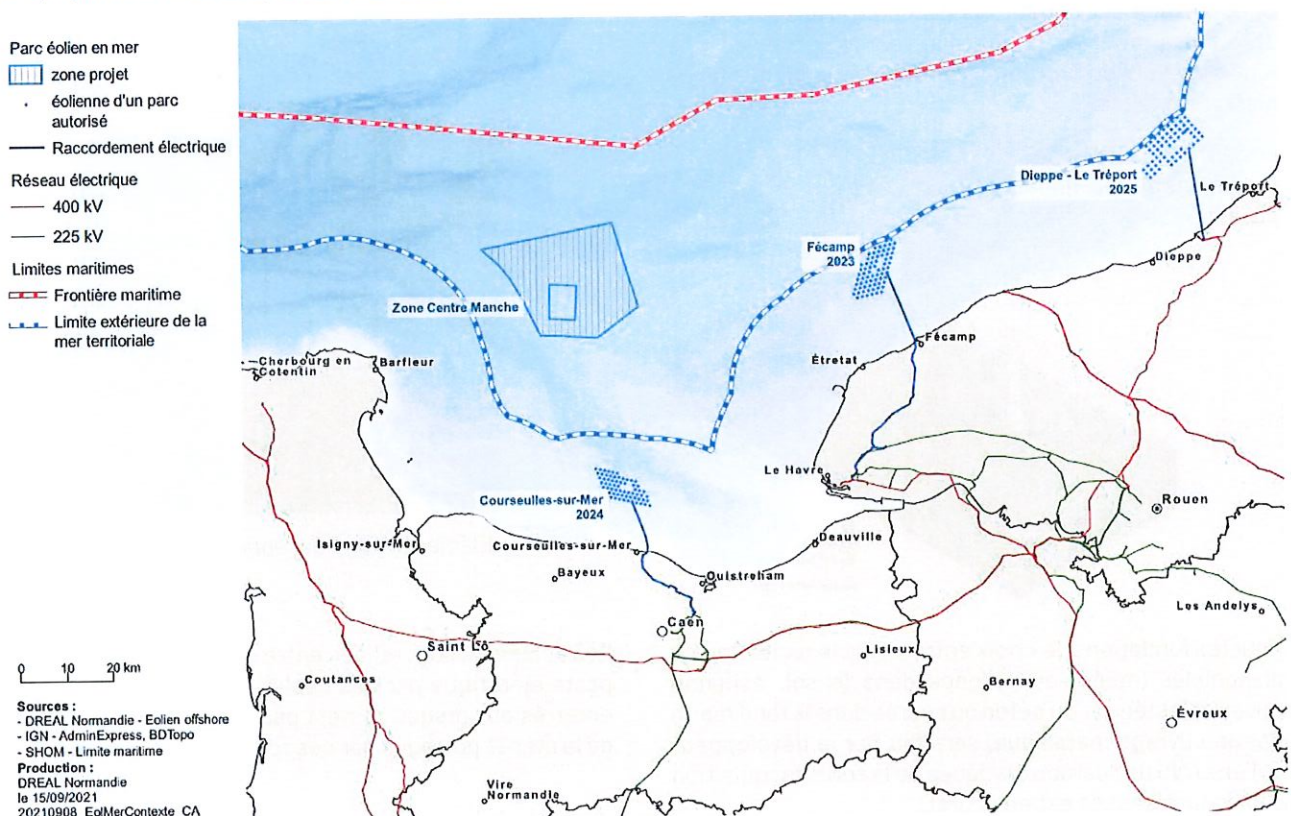 Parc éolien en mer
zone projet
éolienne d'un parc
autorisé
Raccordement électrique
Réseau électrique
400 kV
225 kV
Limites maritimes
Frontière maritime
Limite extérieure de la
mer territoriale
0 10 20 km
Sources :
- DREAL Normandie - Eolien offshore
- IGN - AdminExpress, BDTopo
- SHOM - Limite maritime
Production :
DREAL Normandie
le 15/09/2021
20210908_EolMerContexte_CA
Dieppe - Le Tréport
2025
Le Tréport
Fécamp
2023
Dieppe
Zone Centre Manche
Fécamp
Cherbourg en
Cotentin
Barfleur
Étretat
Le Havre
Courseulles-sur-Mer
2024
Rouen
Isigny-sur-Mer
Courseulles-sur-Mer
Deauville
Bayeux
Ouistreham
Les Andelys
Caen
Saint Lô
Lisieux
Coutances
Bernay
Évreux
Vire
Normandie